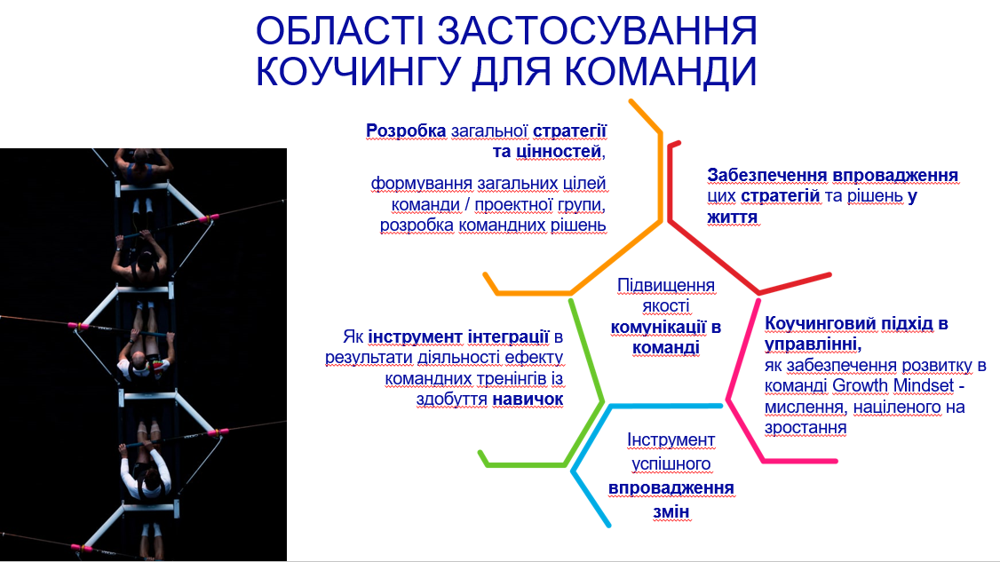 ОБЛАСТІ ЗАСТОСУВАННЯ
КОУЧИНГУ ДЛЯ КОМАНДИ
Розробка загальної стратегії
та цінностей,
формування загальних цілей
команди / проектної групи,
розробка командних рішень
Забезпечення впровадження
цих стратегій та рішень у
життя
Підвищення
якості
комунікації в
команді
Як інструмент інтеграції в
результати діяльності ефекту
командних тренінгів із
здобуття навичок
Коучинговий підхід в
управлінні,
як забезпечення розвитку в
команді Growth Mindset -
мислення, націленого на
зростання
Інструмент
успішного
впровадження
змін